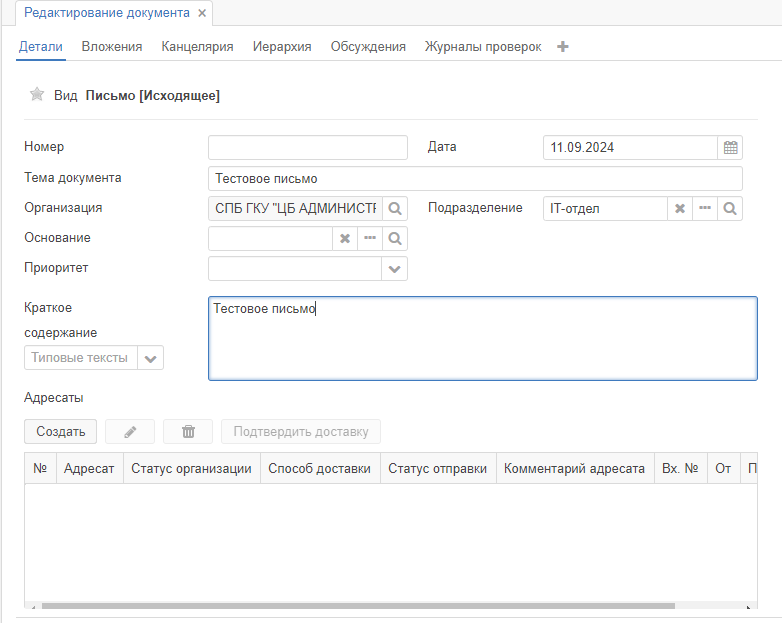 Редактирование документа
Детали Вложения Канцелярия Иерархия Обсуждения Журналы проверок
Вид Письмо [Исходящее]
Номер Дата 11.09.2024
Тема документа Тестовое письмо
Организация СПБ ГКУ "ЦБ АДМИНИСТР Подразделение IT-отдел
Основание
Приоритет
Краткое Тестовое письмо
содержание
Типовые тексты
Адресаты
Создать Подтвердить доставку
№ Адресат Статус организации Способ доставки Статус отправки Комментарий адресата Вх. № От П